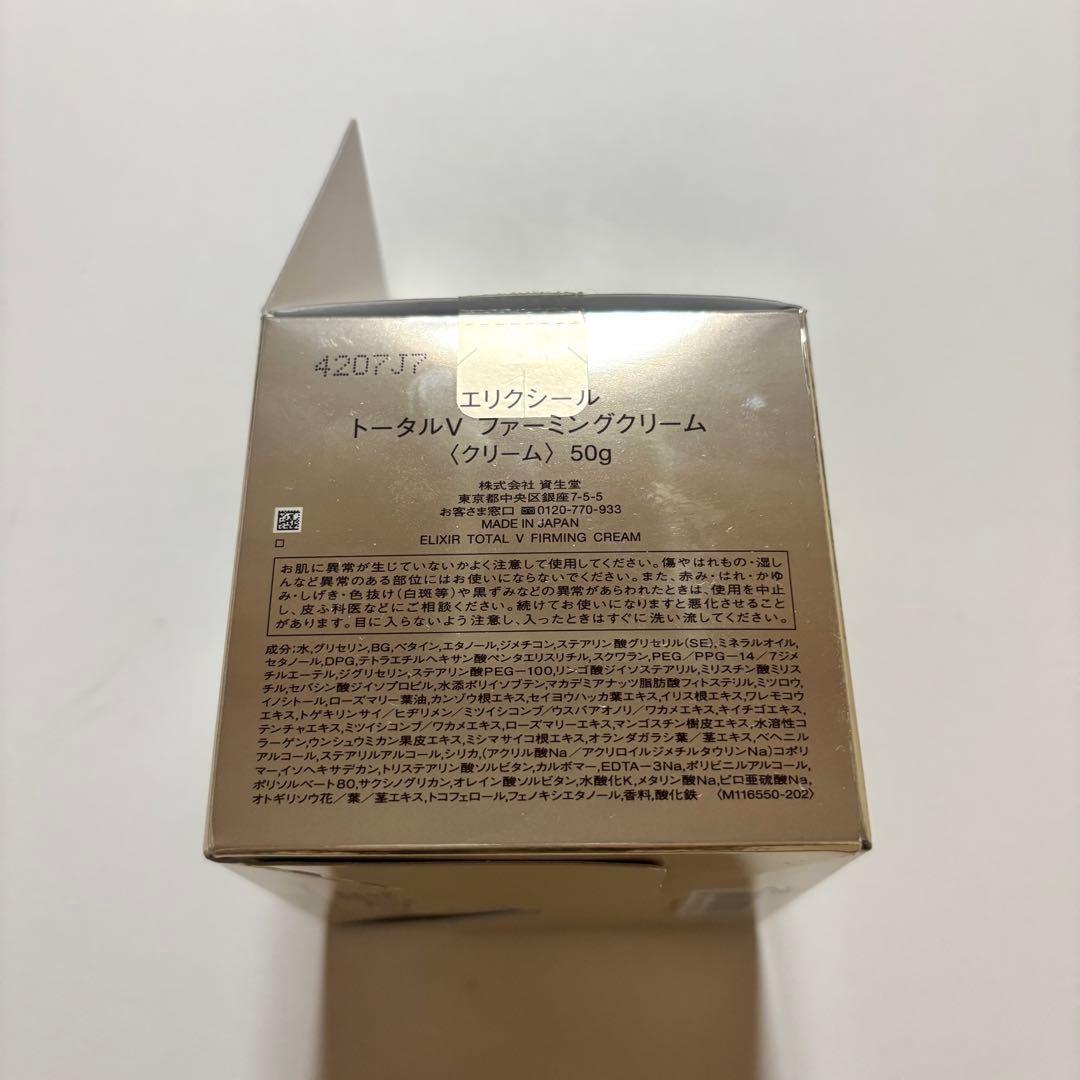 4207J7
エリクシール
トータルV ファーミングクリーム
〈クリーム〉 50g
株式会社 資生堂
東京都中央区銀座7-5-5
お客さま窓口 0120-770-933
MADE IN JAPAN
ELIXIR TOTAL V FIRMING CREAM
お肌に異常が生じていないかよく注意して使用してください。傷やはれもの・湿し
んなど異常のある部位にはお使いにならないでください。また、赤み・はれ・かゆ
み・しげき・色抜け(白斑等)や黒ずみなどの異常があらわれたときは、使用を中止
し、皮ふ科医などにご相談ください。続けてお使いになりますと悪化させること
があります。目に入らないよう注意し、入ったときはすぐに洗い流してください。
成分:水,グリセリン,BG,ベタイン,エタノール,ジメチコン,ステアリン酸グリセリル(SE),ミネラルオイル,
セタノール,DPG,テトラエチルヘキサン酸ペンタエリスリチル,スクワラン,PEG/PPG-14/7ジメ
チルエーテル,ジグリセリン,ステアリン酸PEG-100,リンゴ酸ジイソステアリル,ミリスチン酸ミリス
チル,セバシン酸ジイソプロピル,水添ポリイソブテン,マカデミアナッツ脂肪酸フィトステリル,ミツロウ,
イノシトール,ローズマリー葉油,カンゾウ根エキス,セイヨウハッカ葉エキス,イリス根エキス,ワレモコウ
エキス,トゲキリンサイ/ヒヂリメン/ミツイシコンブ/ウスバアオノリ/ワカメエキス,キイチゴエキス,
テンチャエキス,ミツイシコンブ/ワカメエキス,ローズマリーエキス,マンゴスチン樹皮エキス,水溶性コ
ラーゲン,ウンシュウミカン果皮エキス,ミシマサイコ根エキス,オランダガラシ葉/茎エキス,ベヘニル
アルコール,ステアリルアルコール,シリカ,(アクリル酸Na/アクリロイルジメチルタウリンNa)コポリ
マー,イソヘキサデカン,トリステアリン酸ソルビタン,カルボマー,EDTA-3Na,ポリビニルアルコール,
ポリソルベート80,サクシノグリカン,オレイン酸ソルビタン,水酸化K,メタリン酸Na,ピロ亜硫酸Na,
オトギリソウ花/葉/茎エキス,トコフェロール,フェノキシエタノール,香料,酸化鉄 〈M116550-202〉